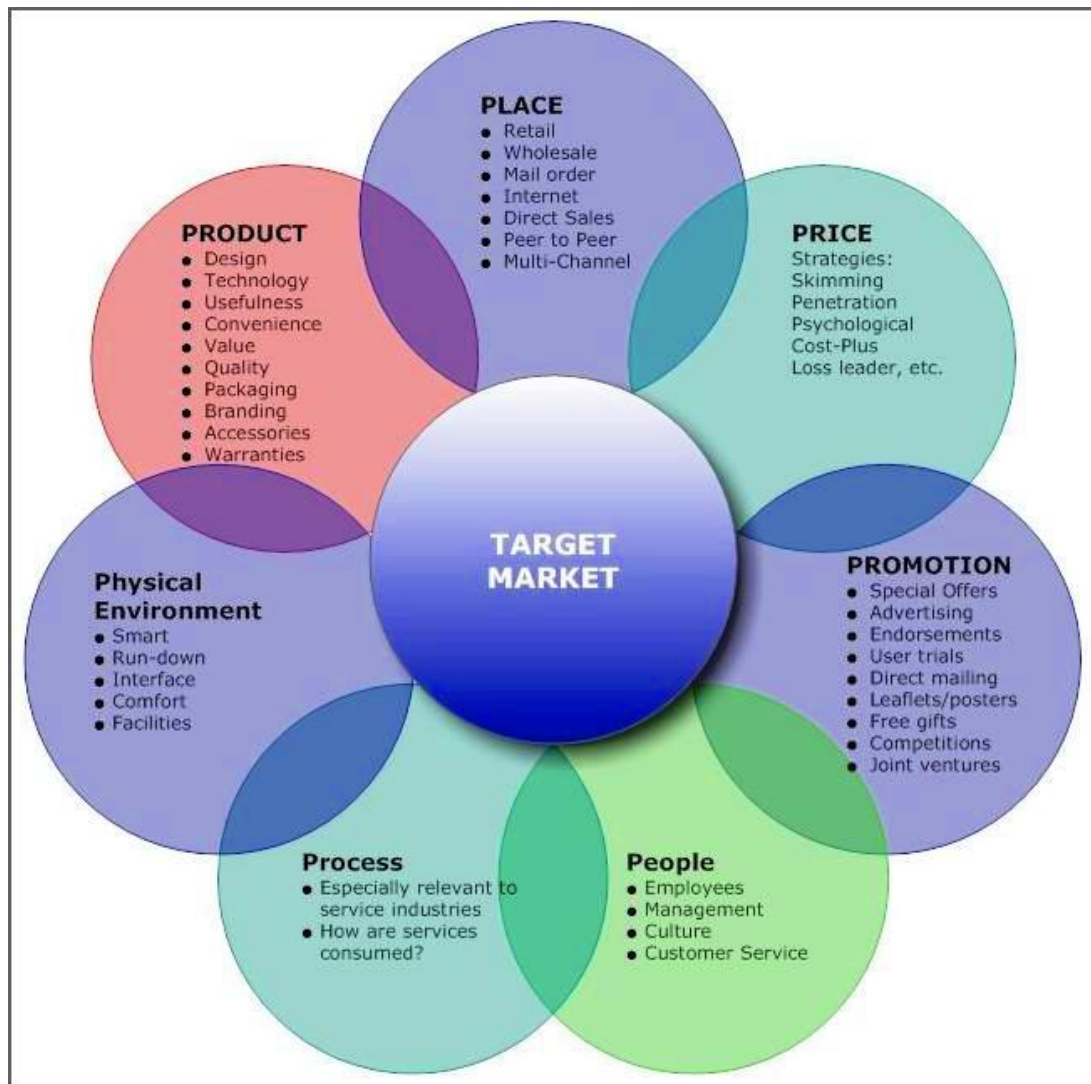 PLACE
● Retail
● Wholesale
● Mail order
● Internet
● Direct Sales
● Peer to Peer
● Multi-Channel
PRODUCT
● Design
● Technology
● Usefulness
● Convenience
● Value
● Quality
● Packaging
● Branding
● Accessories
● Warranties
PRICE
Strategies:
Skimming
Penetration
Psychological
Cost-Plus
Loss leader, etc.
TARGET
MARKET
Physical
Environment
● Smart
● Run-down
● Interface
● Comfort
● Facilities
PROMOTION
● Special Offers
● Advertising
● Endorsements
● User trials
● Direct mailing
● Leaflets/posters
● Free gifts
● Competitions
● Joint ventures
Process
● Especially relevant to
service industries
● How are services
consumed?
People
● Employees
● Management
● Culture
● Customer Service